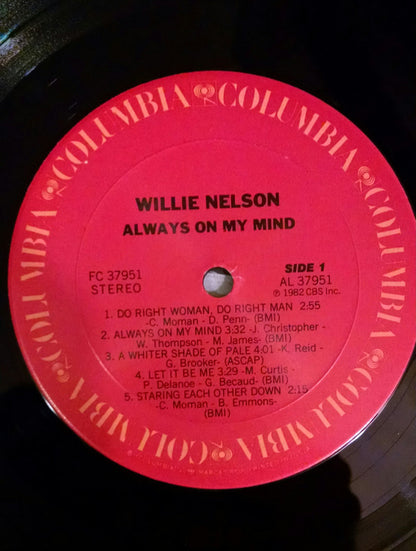 COLUMBIA COLUMBIA COLUMBIA COLUMBIA COLUMBIA COLUMBIA
WILLIE NELSON
ALWAYS ON MY MIND
FC 37951
STEREO
SIDE 1
AL 37951
℗ 1982 CBS Inc.
1. DO RIGHT WOMAN, DO RIGHT MAN 2:55
-C. Moman - D. Penn- (BMI)
2. ALWAYS ON MY MIND 3:32 -J. Christopher -
W. Thompson - M. James- (BMI)
3. A WHITER SHADE OF PALE 4:01 -K. Reid -
G. Brooker- (ASCAP)
4. LET IT BE ME 3:29 - M. Curtis -
P. Delanoe - G. Becaud- (BMI)
5. STARING EACH OTHER DOWN 2:15
-C. Moman - B. Emmons-
(BMI)